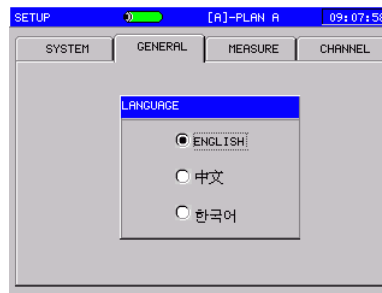 SETUP [A]-PLAN A 09:07:58
SYSTEM GENERAL MEASURE CHANNEL
LANGUAGE
ENGLISH
中文
한국어